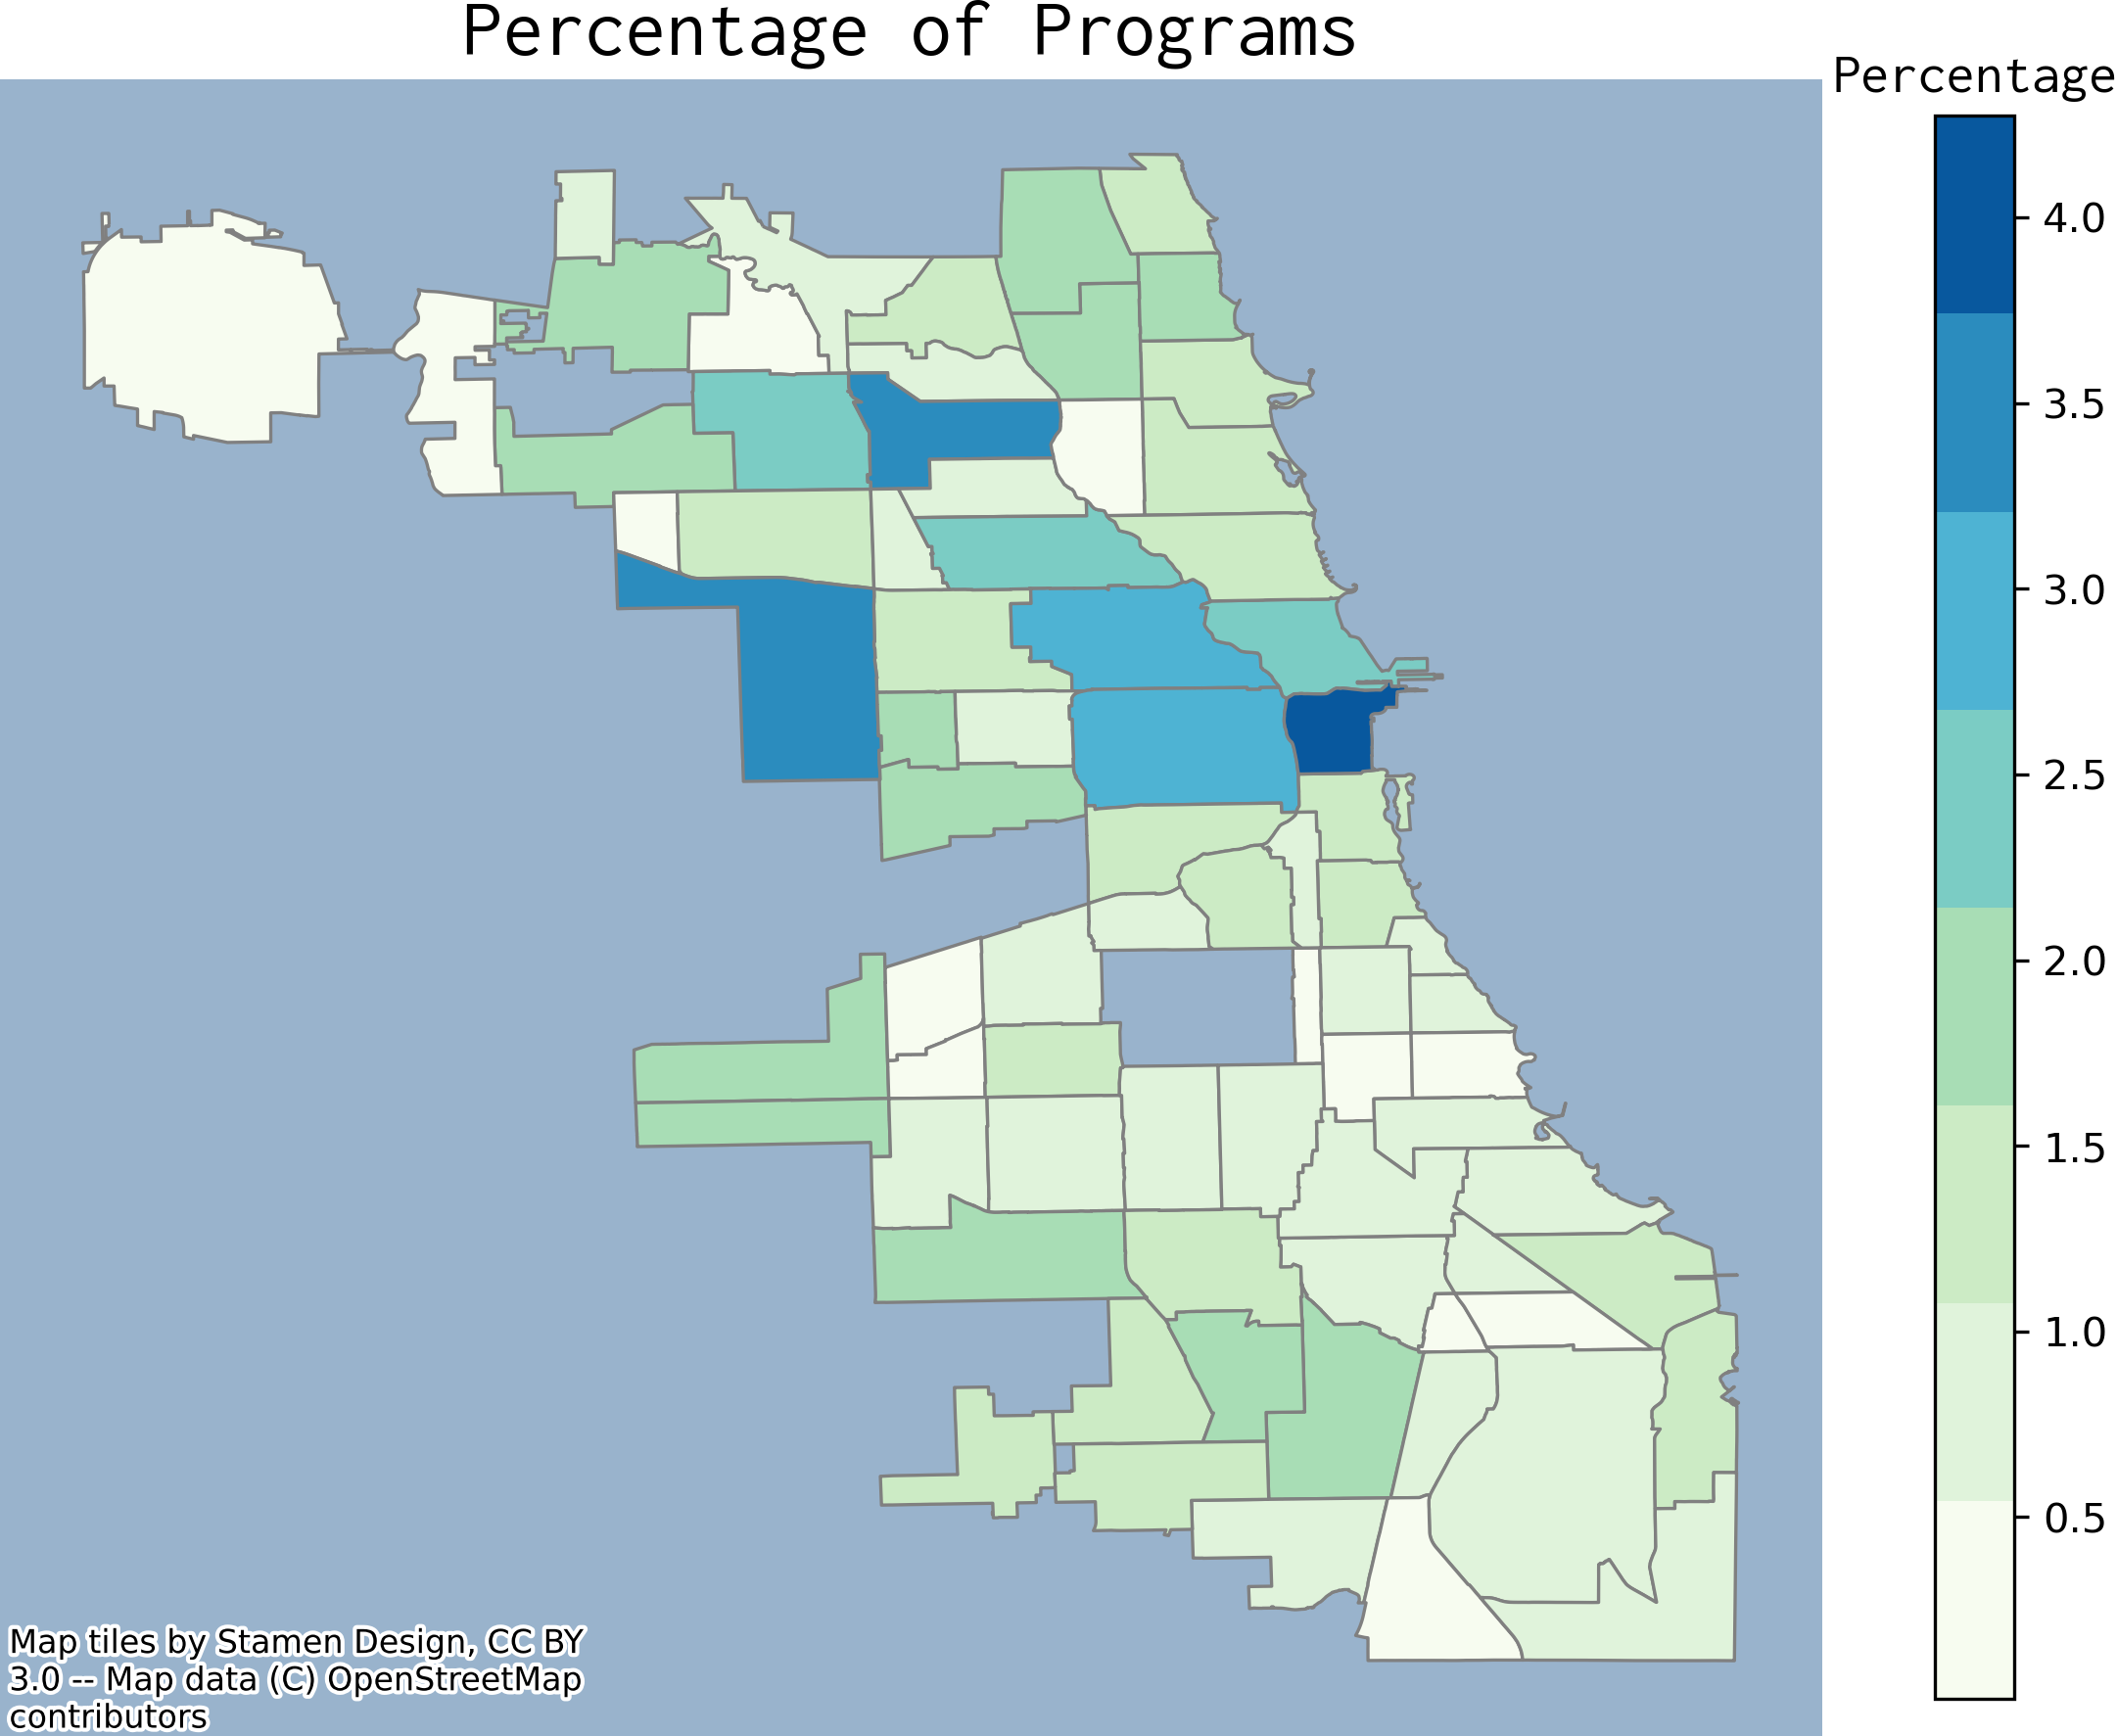 Percentage of Programs
Percentage
4.0
3.5
3.0
2.5
2.0
1.5
1.0
0.5
Map tiles by Stamen Design, CC BY
3.0 -- Map data (C) OpenStreetMap
contributors